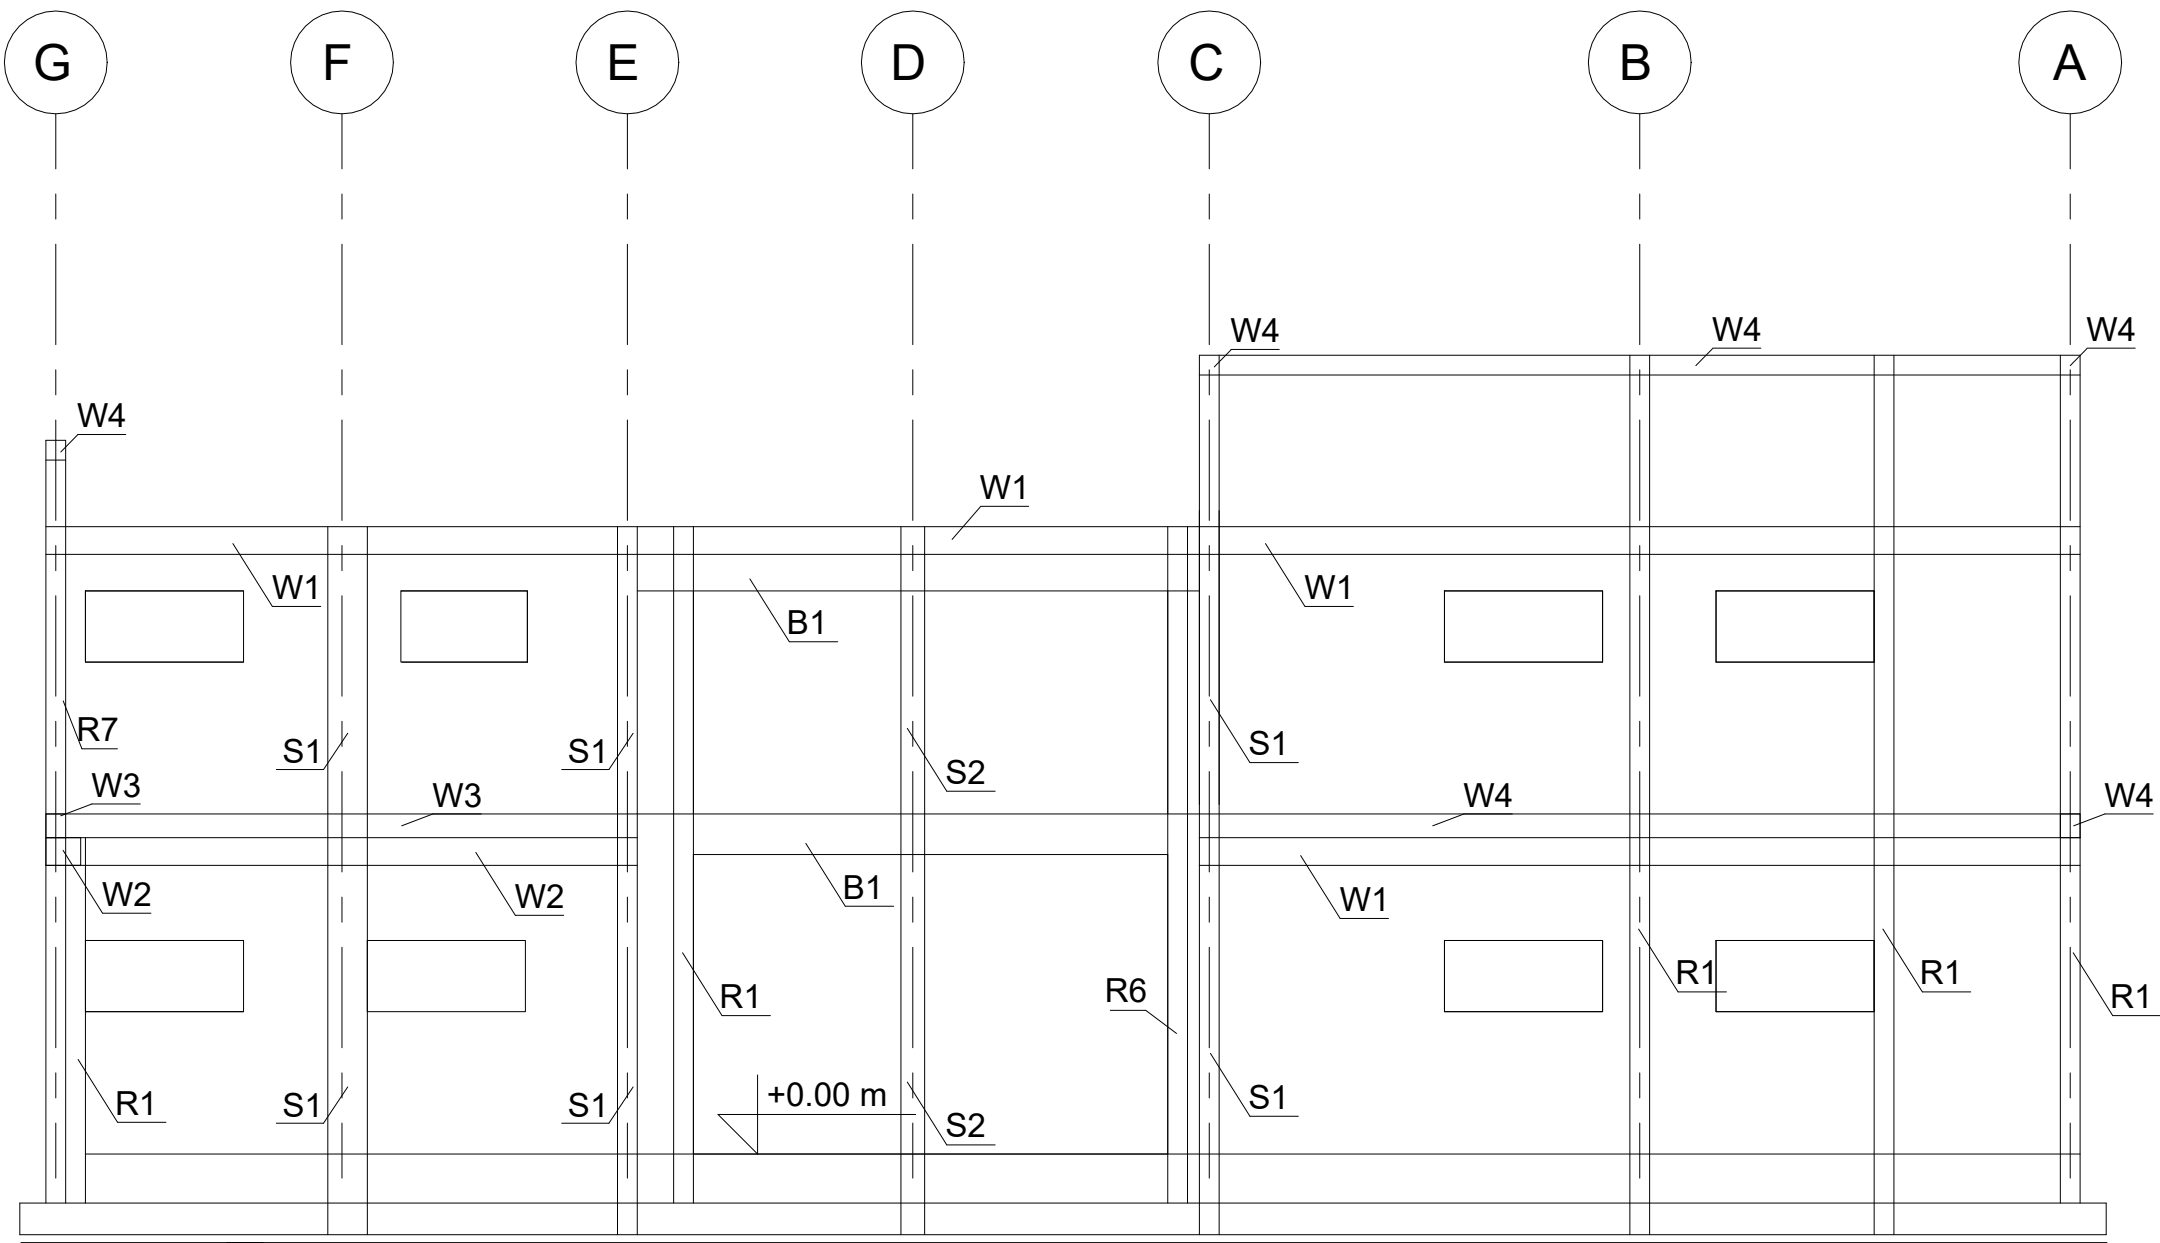 G F E D C B A
W4 W4 W4
W4
W1
W1 W1
B1
R7 S1 S1 S2 S1
W3 W3 W4 W4
W2 W2 B1 W1
R1 R6 R1 R1 R1
R1 S1 S1 +0.00 m S2 S1